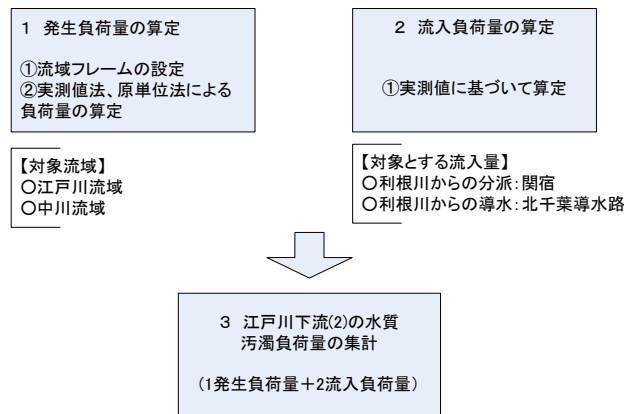 1 発生負荷量の算定
①流域フレームの設定
②実測値法、原単位法による
負荷量の算定
2 流入負荷量の算定
①実測値に基づいて算定
【対象流域】
○江戸川流域
○中川流域
【対象とする流入量】
○利根川からの分派：関宿
○利根川からの導水：北千葉導水路
3 江戸川下流(2)の水質
汚濁負荷量の集計
(1発生負荷量＋2流入負荷量)